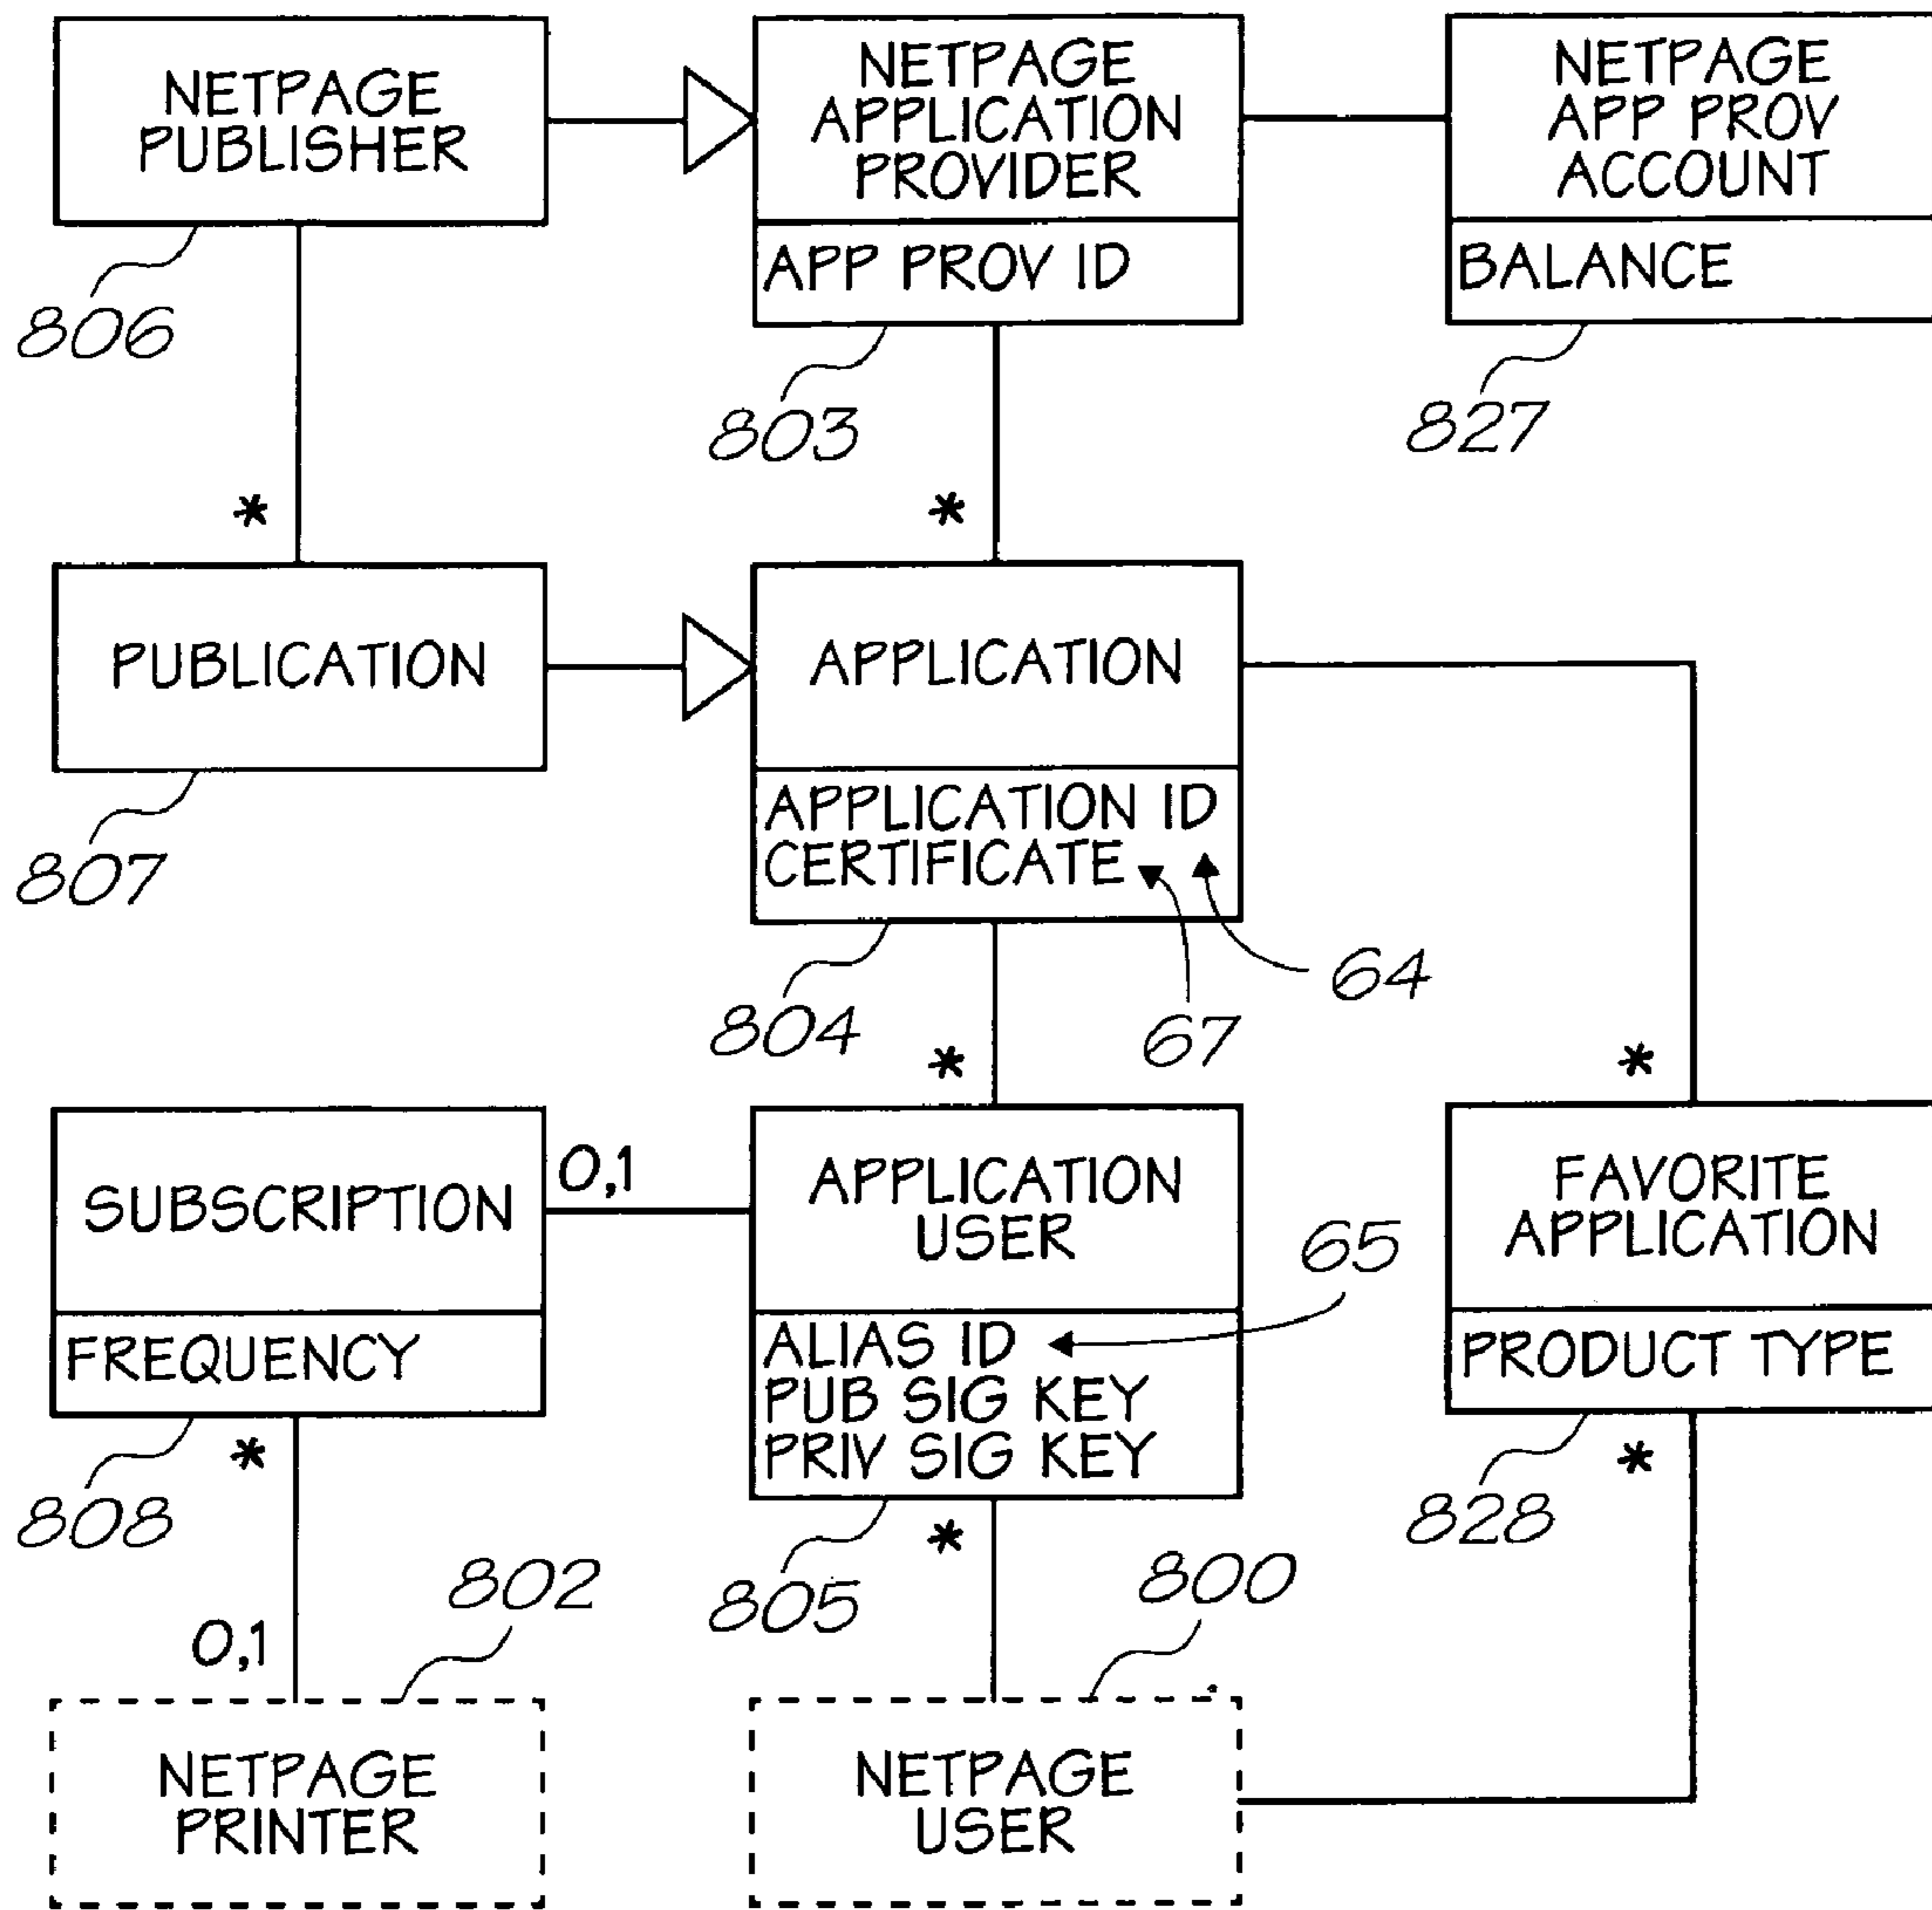 NETPAGE
PUBLISHER
806
NETPAGE
APPLICATION
PROVIDER
APP PROV ID
803
NETPAGE
APP PROV
ACCOUNT
BALANCE
827
*
*
PUBLICATION
807
APPLICATION
APPLICATION ID
CERTIFICATE
804
67
64
*
*
SUBSCRIPTION
FREQUENCY
808
0,1
APPLICATION
USER
ALIAS ID
PUB SIG KEY
PRIV SIG KEY
65
805
FAVORITE
APPLICATION
PRODUCT TYPE
828
*
*
*
0,1
802
800
NETPAGE
PRINTER
NETPAGE
USER